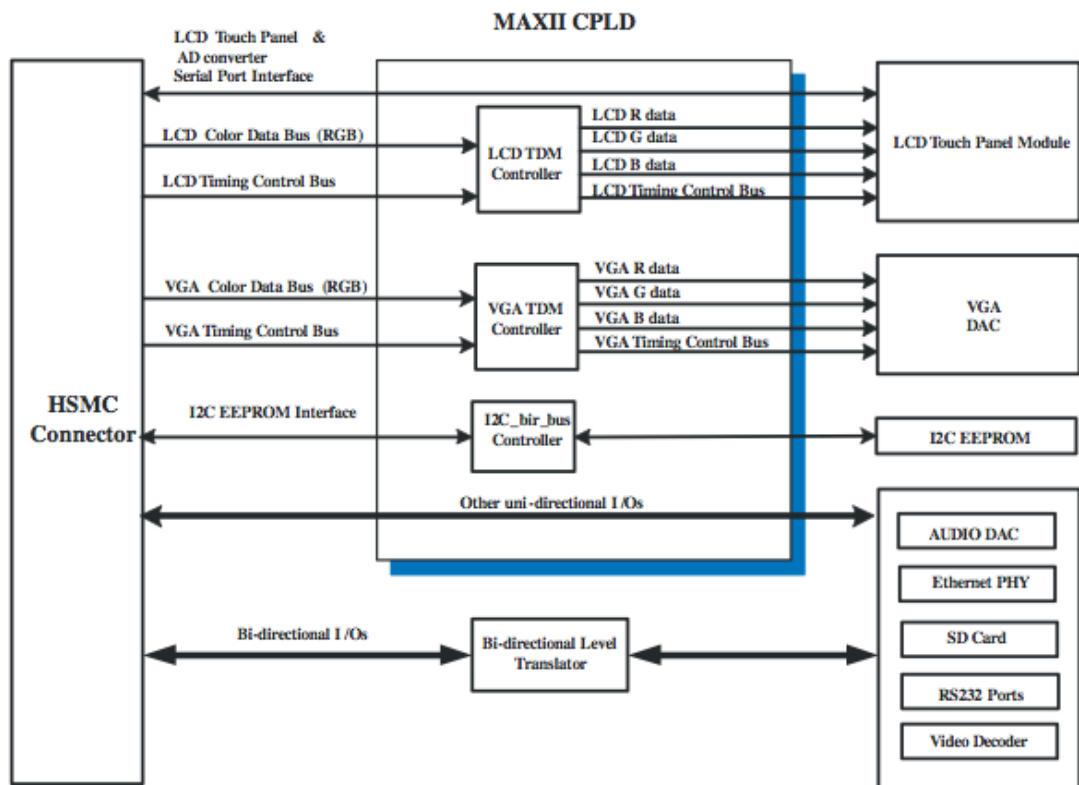 MAXII CPLD
LCD Touch Panel &
AD converter
Serial Port Interface
LCD Color Data Bus (RGB)
LCD Timing Control Bus
LCD TDM
Controller
LCD R data
LCD G data
LCD B data
LCD Timing Control Bus
LCD Touch Panel Module
VGA Color Data Bus (RGB)
VGA Timing Control Bus
VGA TDM
Controller
VGA R data
VGA G data
VGA B data
VGA Timing Control Bus
VGA
DAC
HSMC
Connector
I2C EEPROM Interface
I2C_bir_bus
Controller
I2C EEPROM
Other uni-directional I/Os
Bi-directional I/Os
Bi-directional Level
Translator
AUDIO DAC
Ethernet PHY
SD Card
RS232 Ports
Video Decoder